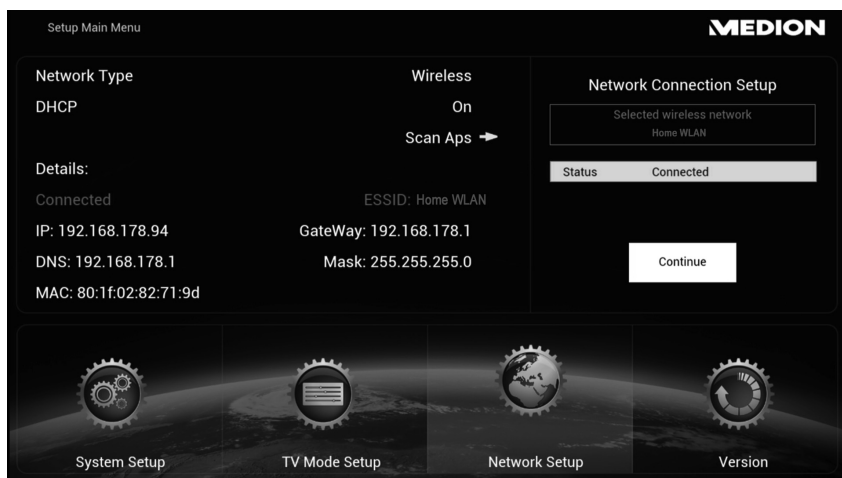 Setup Main Menu
MEDION
Network Type Wireless
DHCP On
Scan Aps
Details:
Connected ESSID: Home WLAN
IP: 192.168.178.94 GateWay: 192.168.178.1
DNS: 192.168.178.1 Mask: 255.255.255.0
MAC: 80:1f:02:82:71:9d
Network Connection Setup
Selected wireless network
Home WLAN
Status Connected
Continue
System Setup
TV Mode Setup
Network Setup
Version